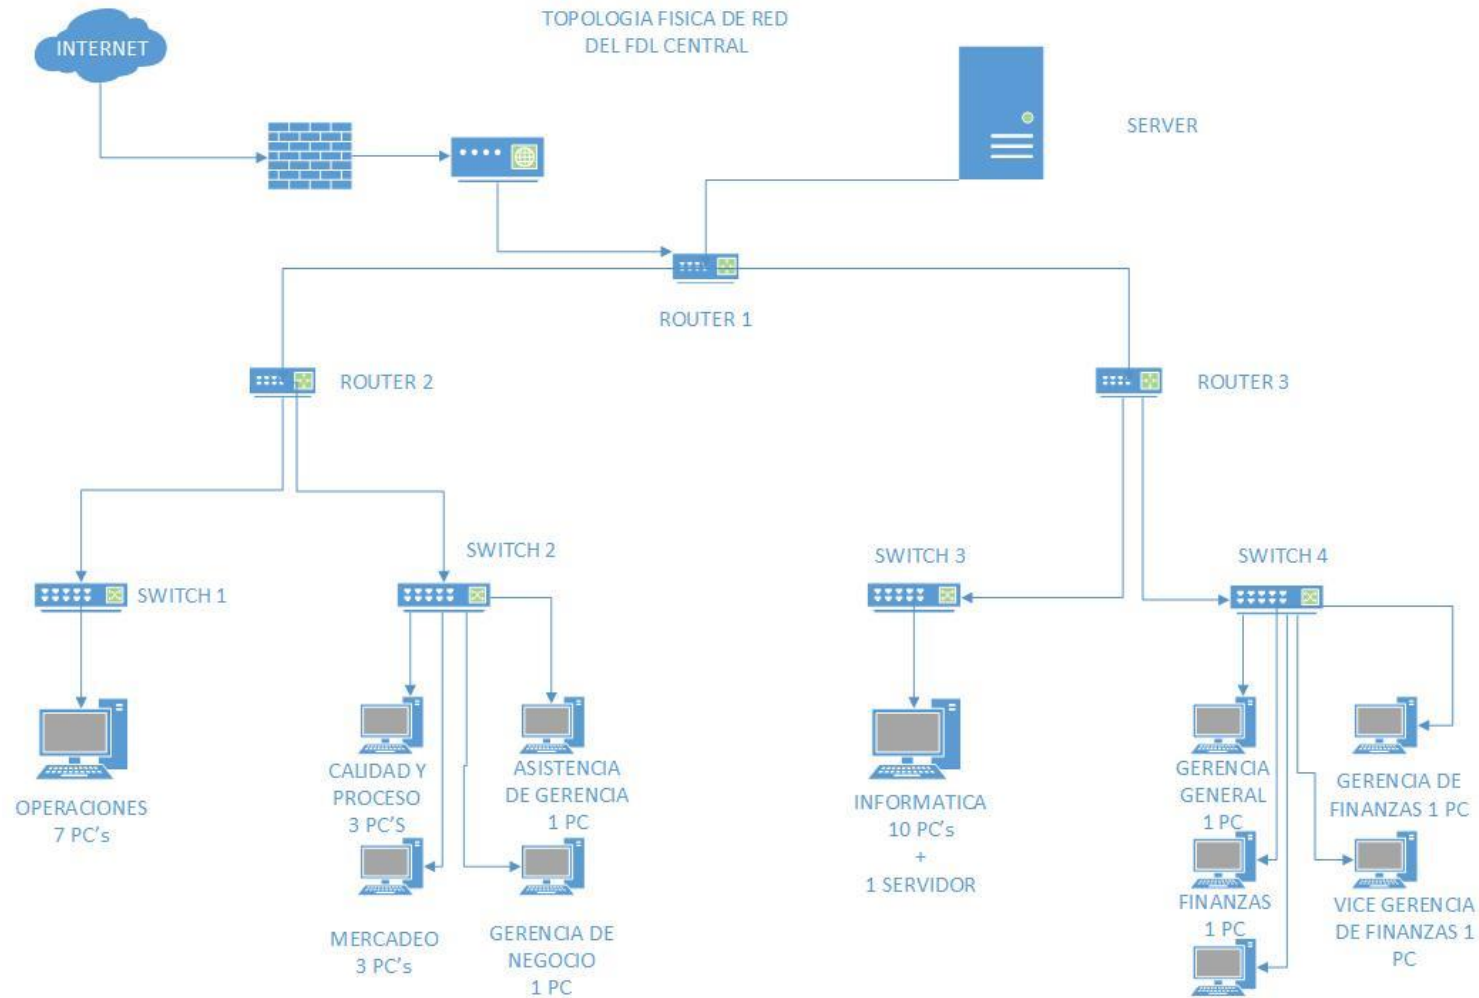 TOPOLOGIA FISICA DE RED
DEL FDL CENTRAL
INTERNET
SERVER
ROUTER 1
ROUTER 2
ROUTER 3
SWITCH 1
SWITCH 2
SWITCH 3
SWITCH 4
OPERACIONES
7 PC's
CALIDAD Y
PROCESO
3 PC'S
ASISTENCIA
DE GERENCIA
1 PC
MERCADEO
3 PC's
GERENCIA DE
NEGOCIO
1 PC
INFORMATICA
10 PC's
+
1 SERVIDOR
GERENCIA
GENERAL
1 PC
GERENCIA DE
FINANZAS 1 PC
FINANZAS
1 PC
VICE GERENCIA
DE FINANZAS 1
PC